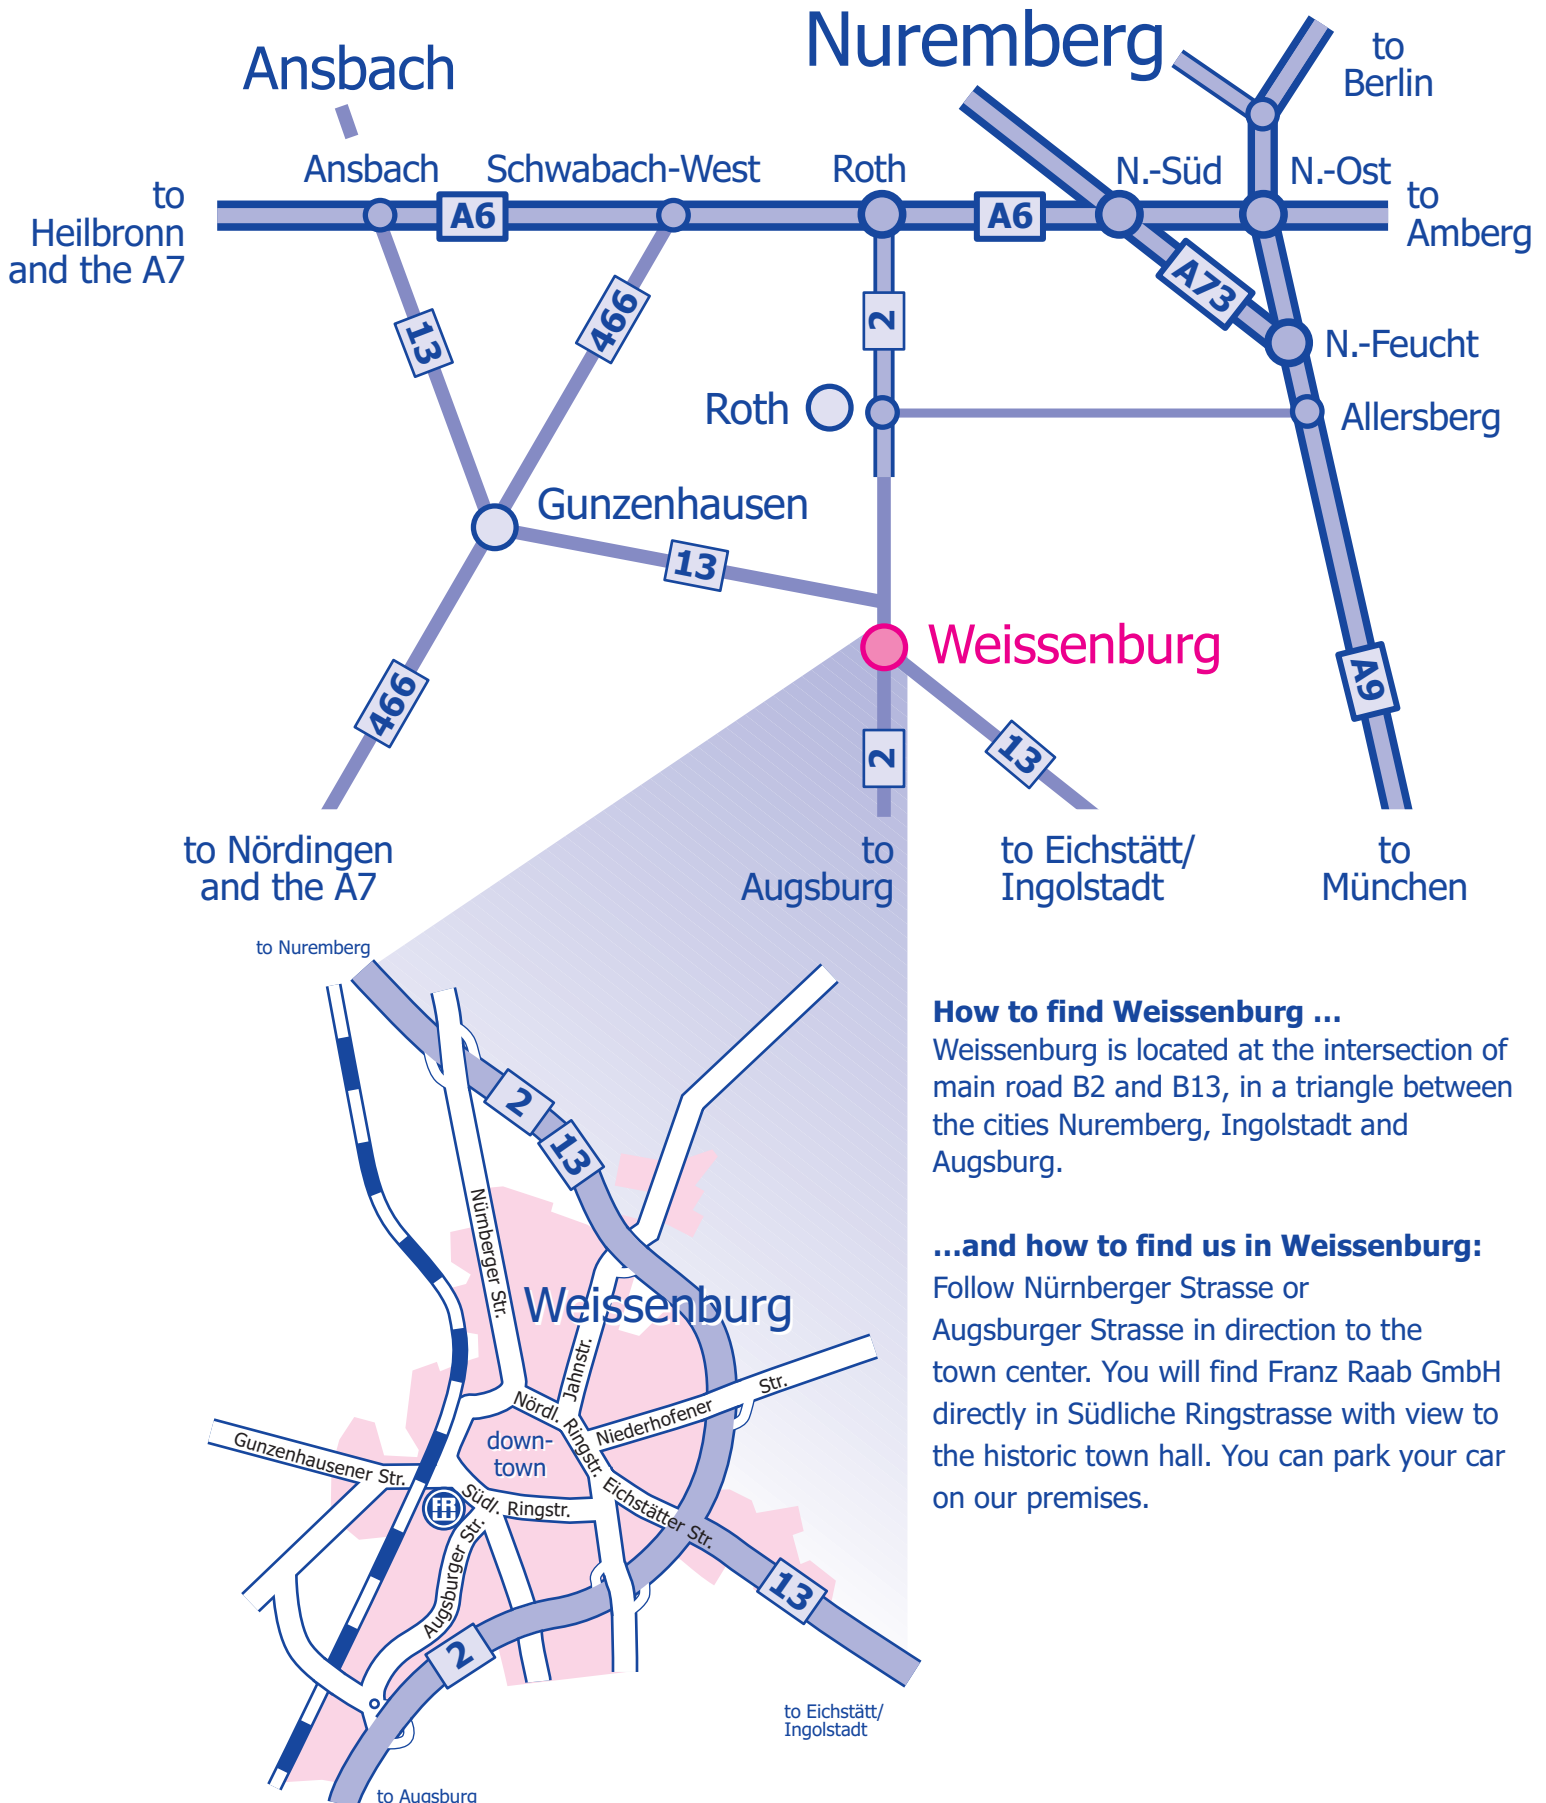 Ansbach
Nuremberg
to
Berlin
Ansbach
Schwabach-West
Roth
N.-Süd
N.-Ost
to
Heilbronn
and the A7
A6
A6
to
Amberg
A73
13
466
2
N.-Feucht
Roth
Allersberg
Gunzenhausen
13
Weissenburg
466
2
13
A9
to Nördingen
and the A7
to
Augsburg
to Eichstätt/
Ingolstadt
to
München
to Nuremberg
2
13
Nürnberger Str.
Weissenburg
Jahnstr.
Nördl. Ringstr.
Niederhofener Str.
down-
town
Gunzenhausener Str.
FR
Südl. Ringstr.
Eichstätter Str.
Augsburger Str.
13
2
to Eichstätt/
Ingolstadt
to Augsburg
How to find Weissenburg ...
Weissenburg is located at the intersection of
main road B2 and B13, in a triangle between
the cities Nuremberg, Ingolstadt and
Augsburg.
...and how to find us in Weissenburg:
Follow Nürnberger Strasse or
Augsburger Strasse in direction to the
town center. You will find Franz Raab GmbH
directly in Südliche Ringstrasse with view to
the historic town hall. You can park your car
on our premises.